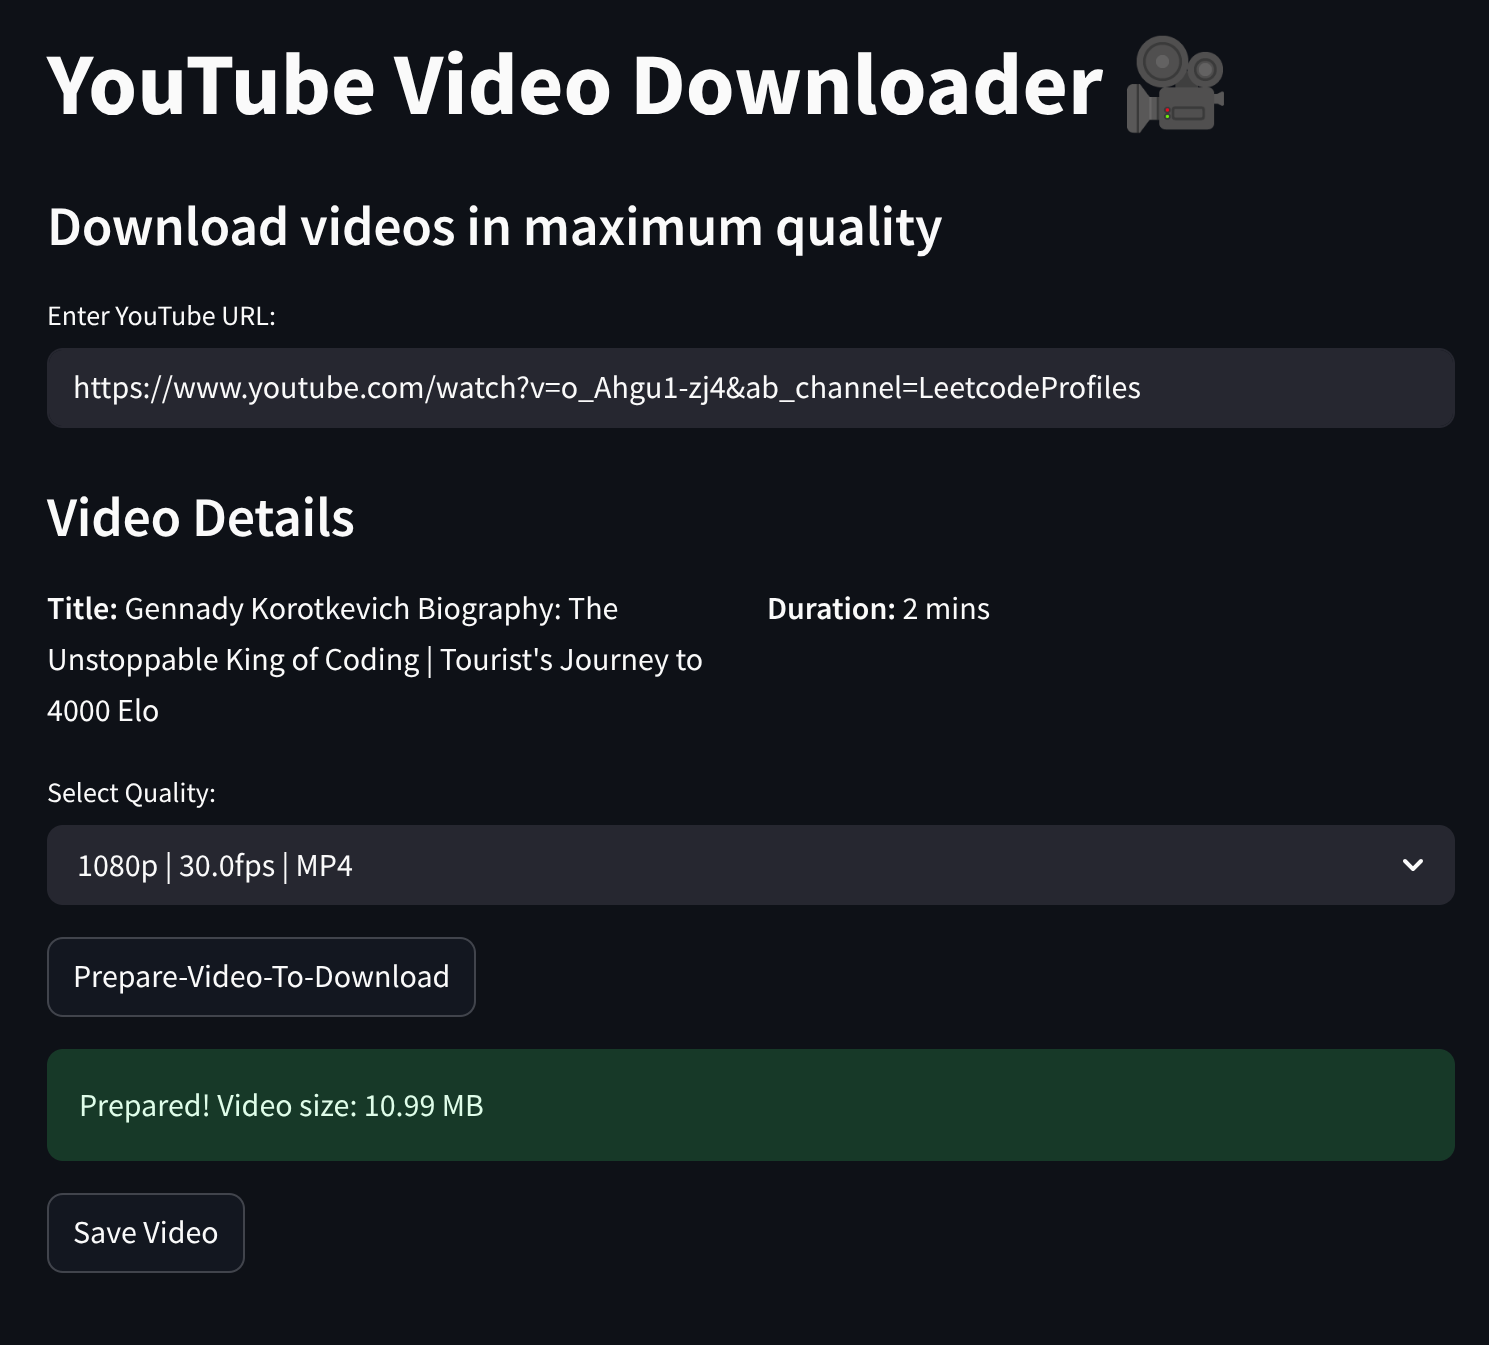 YouTube Video Downloader
Download videos in maximum quality
Enter YouTube URL:
https://www.youtube.com/watch?v=o_Ahgu1-zj4&ab_channel=LeetcodeProfiles
Video Details
Title: Gennady Korotkevich Biography: The
Unstoppable King of Coding | Tourist's Journey to
4000 Elo
Duration: 2 mins
Select Quality:
1080p | 30.0fps | MP4
Prepare-Video-To-Download
Prepared! Video size: 10.99 MB
Save Video